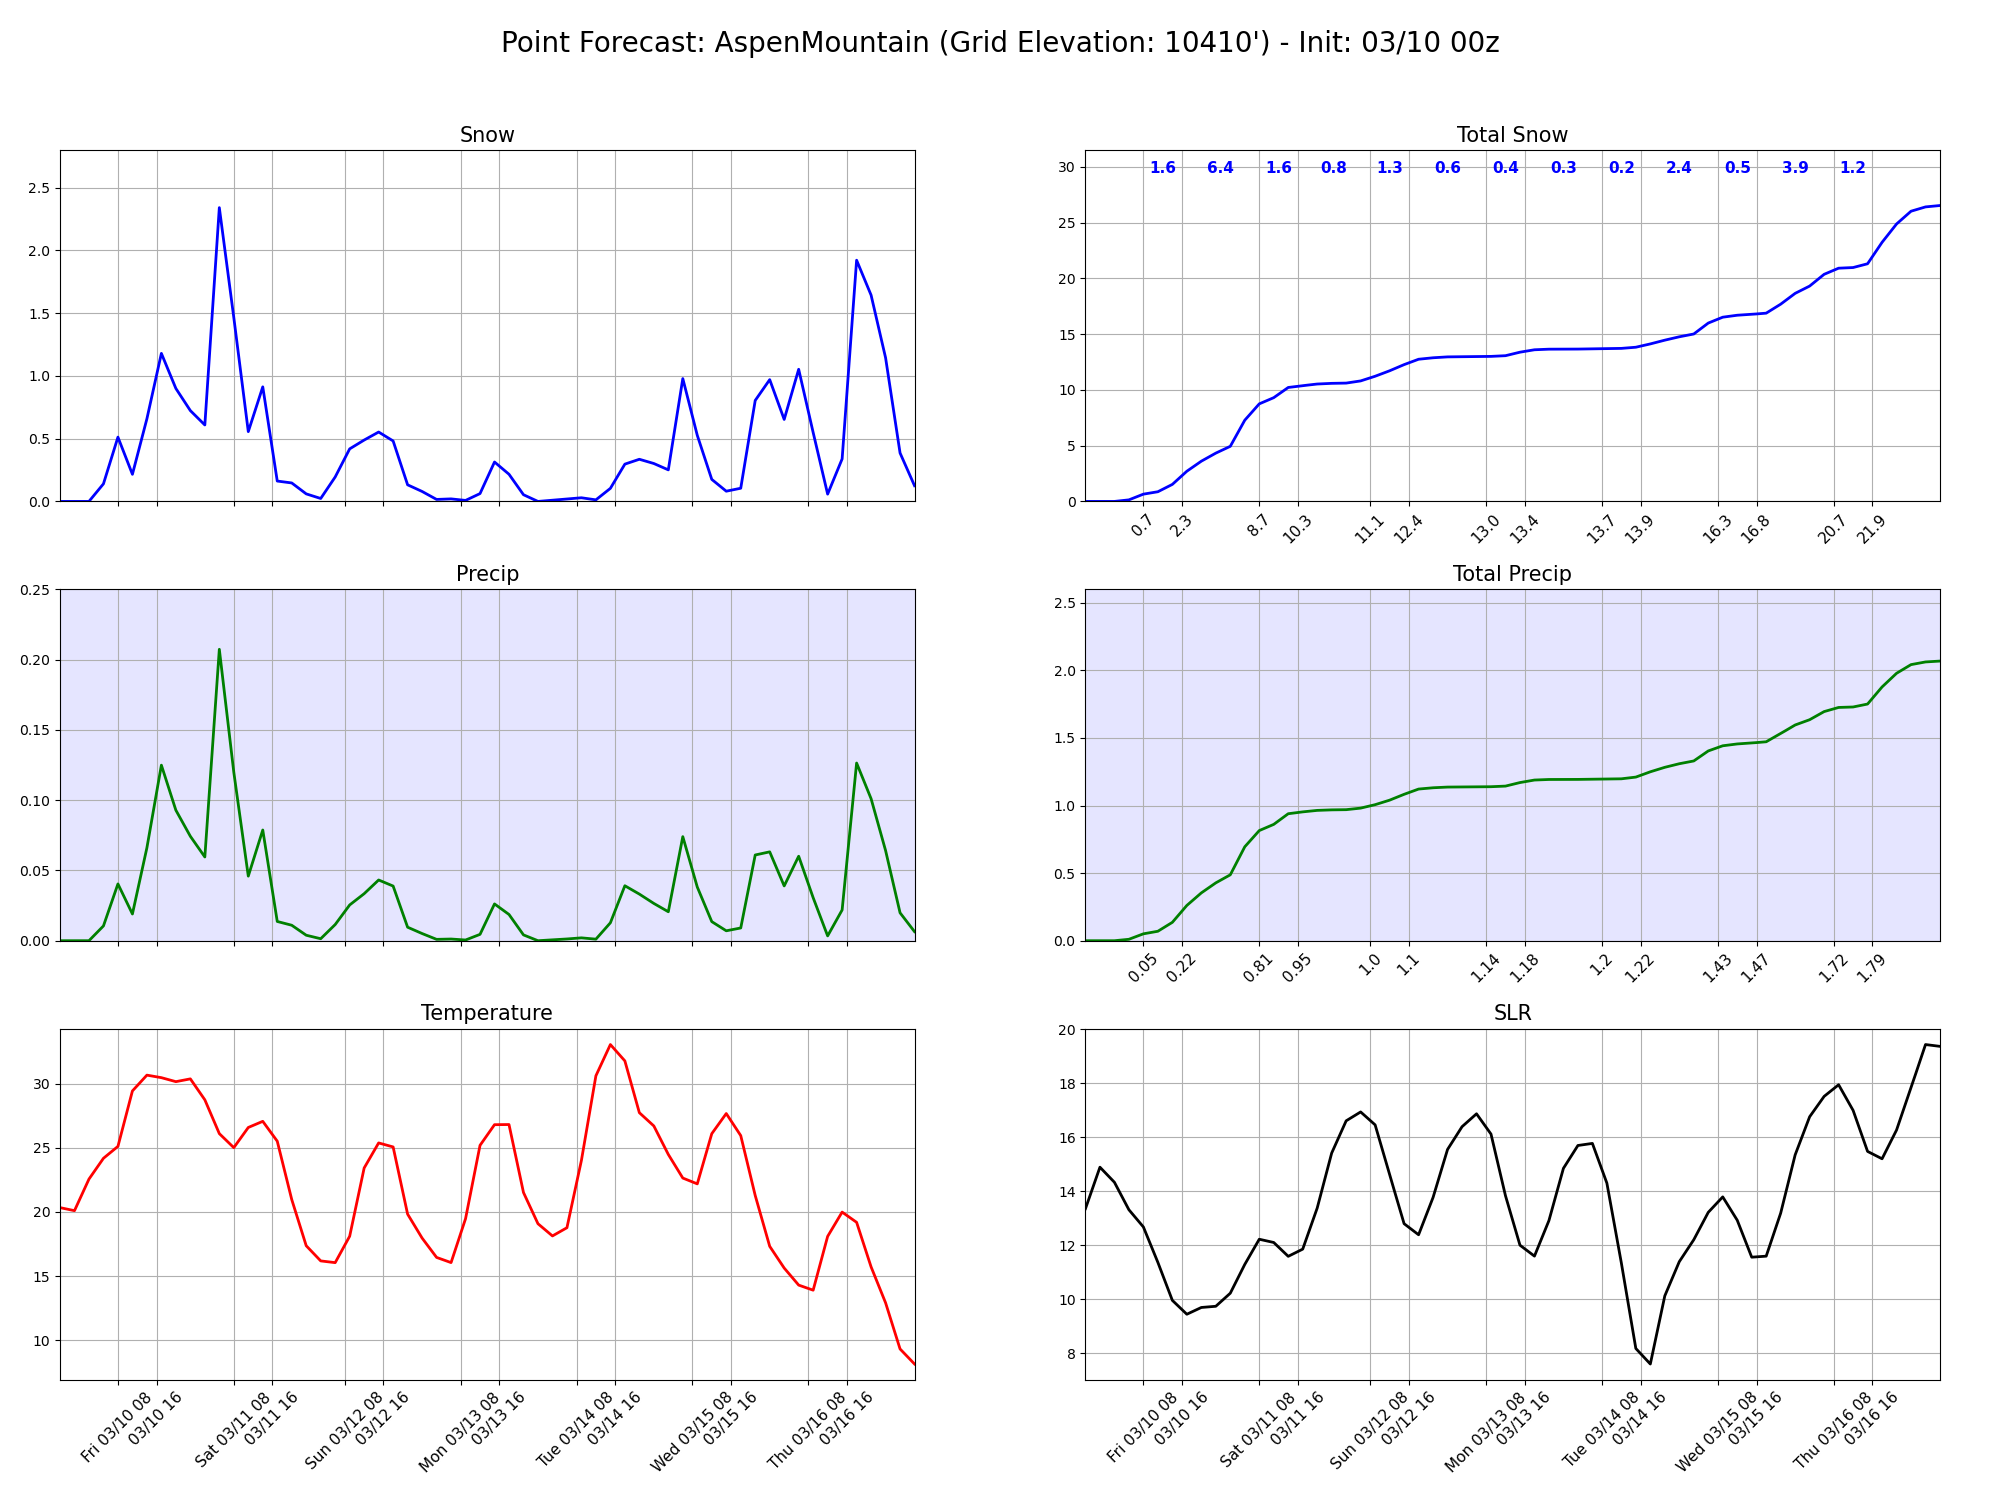 Point Forecast: AspenMountain (Grid Elevation: 10410') - Init: 03/10 00z
Snow
2.5
2.0
1.5
1.0
0.5
0.0
Total Snow
1.6 6.4 1.6 0.8 1.3 0.6 0.4 0.3 0.2 2.4 0.5 3.9 1.2
30
25
20
15
10
5
0
0.7 2.3 8.7 10.3 11.1 12.4 13.0 13.4 13.7 13.9 16.3 16.8 20.7 21.9
Precip
0.25
0.20
0.15
0.10
0.05
0.00
Total Precip
2.5
2.0
1.5
1.0
0.5
0.0
0.05 0.22 0.81 0.95 1.0 1.1 1.14 1.18 1.2 1.22 1.43 1.47 1.72 1.79
Temperature
30
25
20
15
10
Fri 03/10 08
03/10 16
Sat 03/11 08
03/11 16
Sun 03/12 08
03/12 16
Mon 03/13 08
03/13 16
Tue 03/14 08
03/14 16
Wed 03/15 08
03/15 16
Thu 03/16 08
03/16 16
SLR
20
18
16
14
12
10
8
Fri 03/10 08
03/10 16
Sat 03/11 08
03/11 16
Sun 03/12 08
03/12 16
Mon 03/13 08
03/13 16
Tue 03/14 08
03/14 16
Wed 03/15 08
03/15 16
Thu 03/16 08
03/16 16